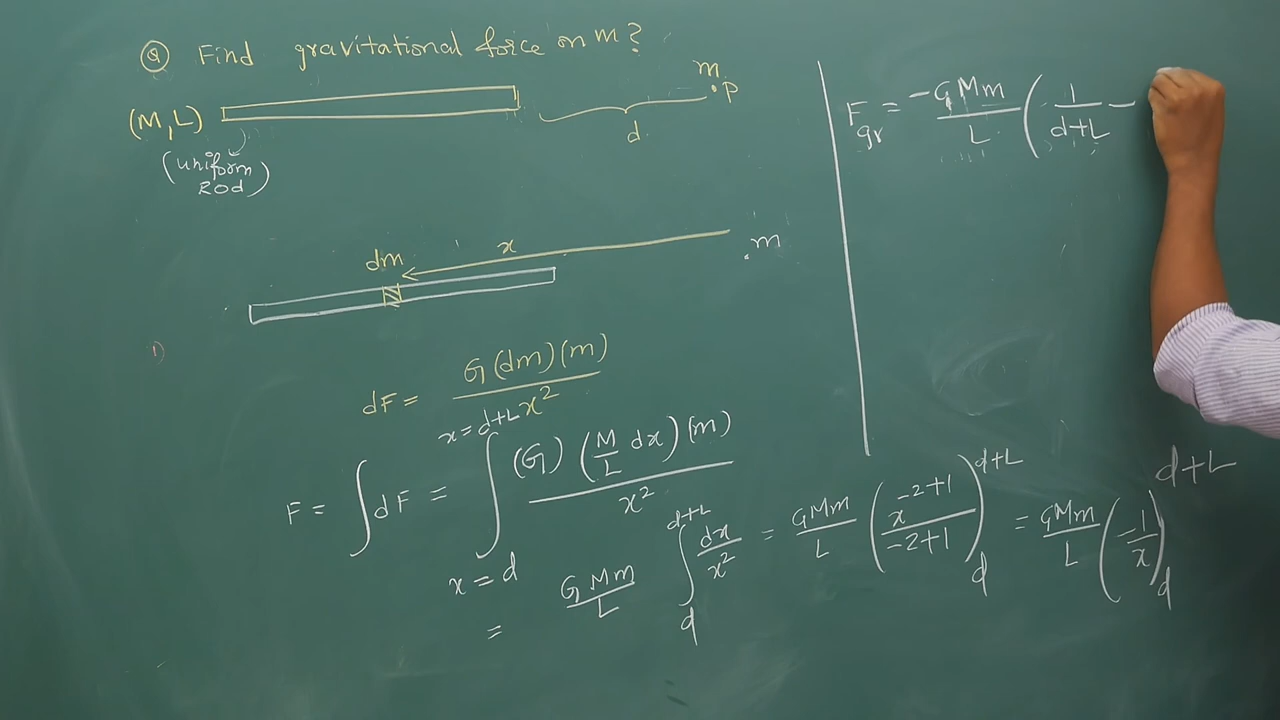 Q Find gravitational force on m?
m
.P
(M,L)
d
(uniform
ROD)
dm
x
.m
dF = G(dm)(m) / x²
F = ∫dF = ∫_{x=d}^{x=d+L} (G) (M/L dx) (m) / x²
= GMm/L ∫_{d}^{d+L} dx/x² = GMm/L (x^{-2+1} / -2+1)_{d}^{d+L} = GMm/L (-1/x)_{d}^{d+L}
F_{gr} = -GMm/L (1/d+L -